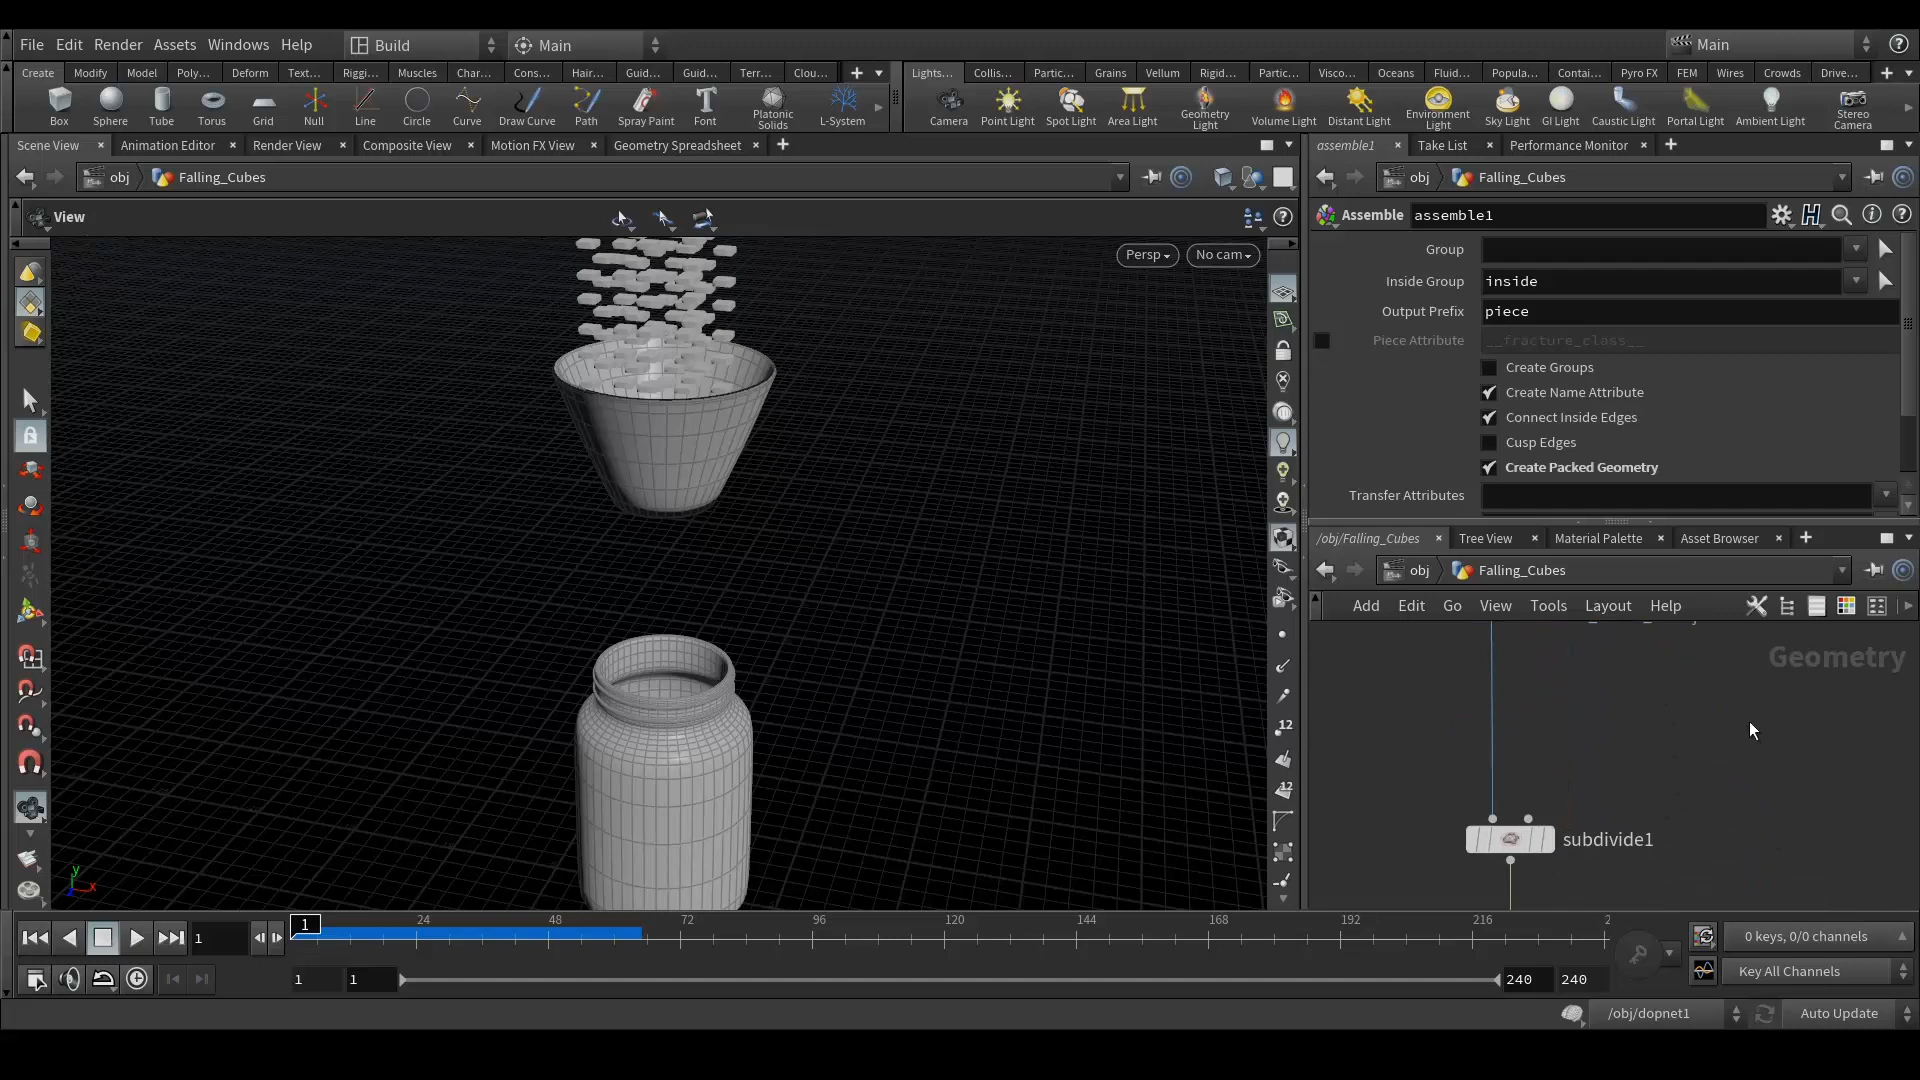 File Edit Render Assets Windows Help Build Main Main
Create Modify Model Poly... Deform Text... Riggi... Muscles Char... Cons... Hair... Guid... Guid... Terr... Clou... Lights... Collis... Partic... Grains Vellum Rigid... Partic... Visco... Oceans Fluid... Popula... Contai... Pyro FX FEM Wires Crowds Drive...
Box Sphere Tube Torus Grid Null Line Circle Curve Draw Curve Path Spray Paint Font Platonic Solids L-System Camera Point Light Spot Light Area Light Geometry Light Volume Light Distant Light Environment Light Sky Light GI Light Caustic Light Portal Light Ambient Light Stereo Camera
Scene View Animation Editor Render View Composite View Motion FX View Geometry Spreadsheet assemble1 Take List Performance Monitor
obj Falling_Cubes obj Falling_Cubes
View
Assemble assemble1
Persp No cam
Group
Inside Group inside
Output Prefix piece
Piece Attribute __fracture_class__
Create Groups
Create Name Attribute
Connect Inside Edges
Cusp Edges
Create Packed Geometry
Transfer Attributes
/obj/Falling_Cubes Tree View Material Palette Asset Browser
obj Falling_Cubes
Add Edit Go View Tools Layout Help
Geometry
subdivide1
12
12
y
x
1 24 48 72 96 120 144 168 192 216 2
1
0 keys, 0/0 channels
1 1 240 240
Key All Channels
/obj/dopnet1 Auto Update